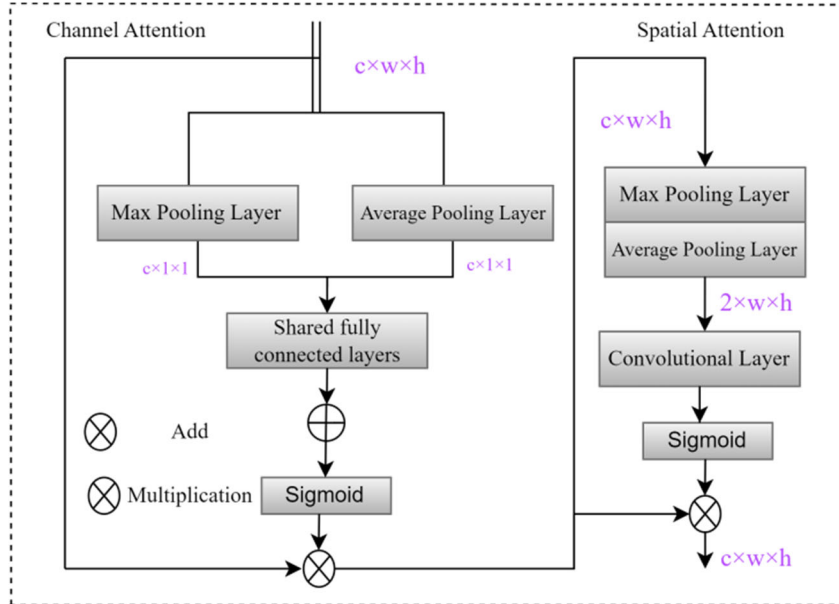 Channel Attention
Spatial Attention
c×w×h
c×w×h
Max Pooling Layer
Average Pooling Layer
Max Pooling Layer
Average Pooling Layer
c×1×1
c×1×1
2×w×h
Shared fully
connected layers
Convolutional Layer
Add
Sigmoid
Multiplication
Sigmoid
c×w×h